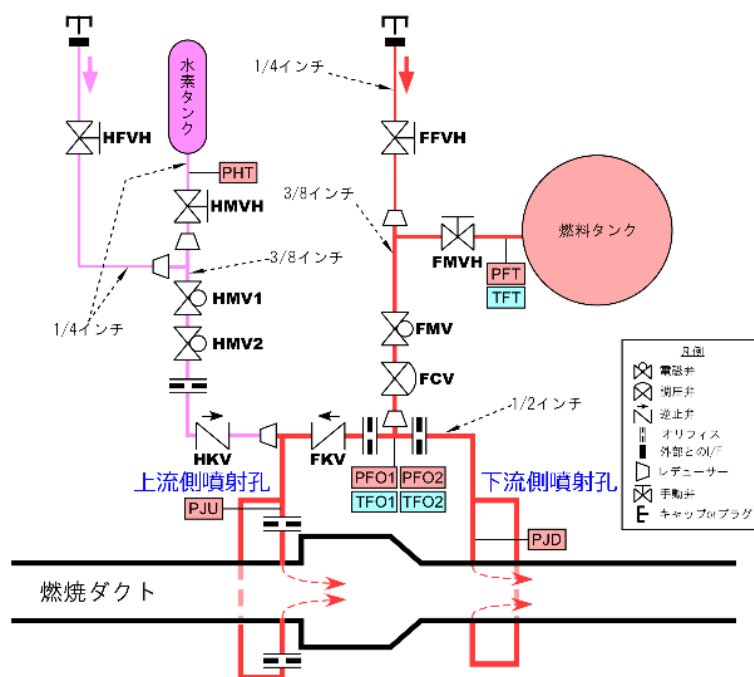 1/4インチ
水素タンク
HFVH
FFVH
PHT
3/8インチ
HMVH
燃料タンク
FMVH
3/8インチ
PFT
TFT
HMV1
1/4インチ
FMV
HMV2
凡例
電磁弁
調圧弁
逆止弁
オリフィス
外部とのI/F
レデューサー
手動弁
キャップorプラグ
FCV
1/2インチ
HKV
FKV
上流側噴射孔
PFO1
PFO2
下流側噴射孔
TFO1
TFO2
PJU
PJD
燃焼ダクト